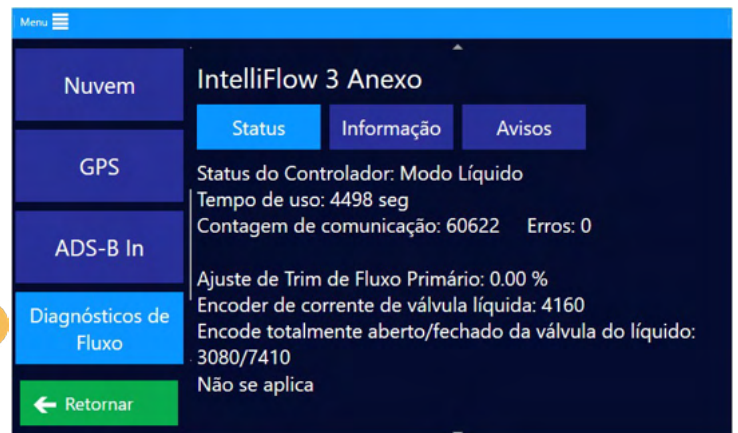 Menu
Nuvem
GPS
ADS-B In
Diagnósticos de
Fluxo
Retornar
IntelliFlow 3 Anexo
Status
Informação
Avisos
Status do Controlador: Modo Líquido
Tempo de uso: 4498 seg
Contagem de comunicação: 60622 Erros: 0
Ajuste de Trim de Fluxo Primário: 0.00 %
Encoder de corrente de válvula líquida: 4160
Encode totalmente aberto/fechado da válvula do líquido:
3080/7410
Não se aplica